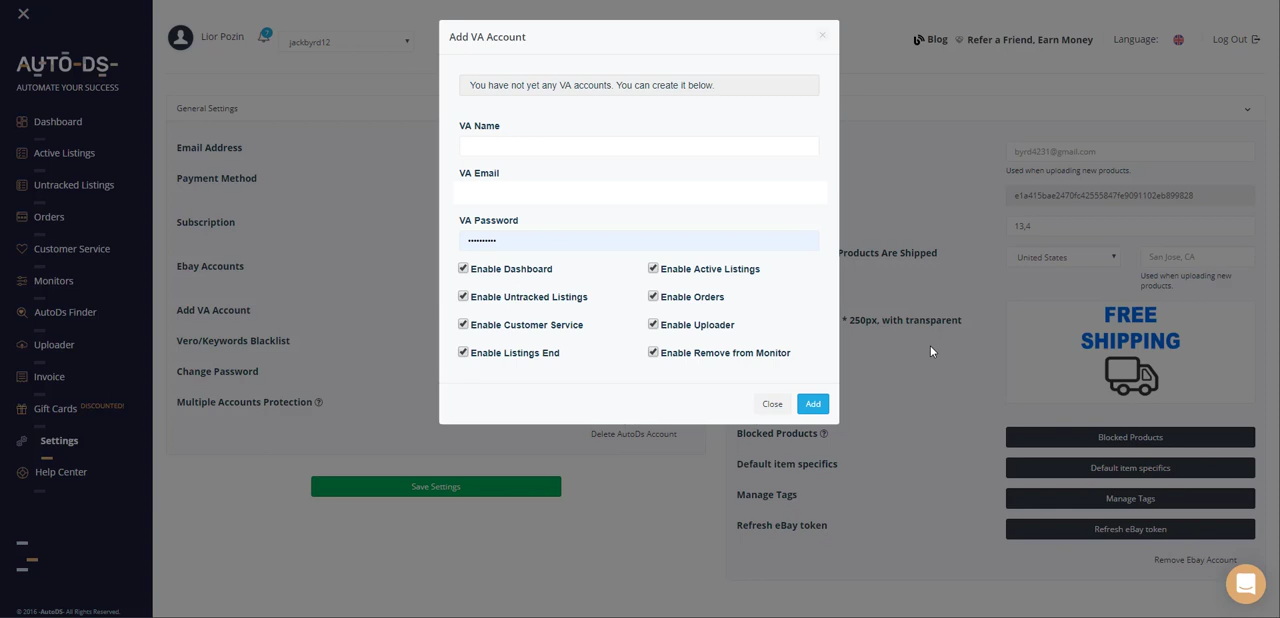 Lior Pozin
7
jackbyrd12
Blog
Refer a Friend, Earn Money
Language:
Log Out
AUTO-DS-
AUTOMATE YOUR SUCCESS
Dashboard
Active Listings
Untracked Listings
Orders
Customer Service
Monitors
AutoDs Finder
Uploader
Invoice
Gift Cards DISCOUNTED!
Settings
Help Center
© 2016 -AutoDS- All Rights Reserved.
General Settings
Email Address
Payment Method
Subscription
Ebay Accounts
Add VA Account
Vero/Keywords Blacklist
Change Password
Multiple Accounts Protection
Delete AutoDs Account
Save Settings
Add VA Account
You have not yet any VA accounts. You can create it below.
VA Name
VA Email
VA Password
Enable Dashboard
Enable Active Listings
Enable Untracked Listings
Enable Orders
Enable Customer Service
Enable Uploader
Enable Listings End
Enable Remove from Monitor
Close
Add
byrd4231@gmail.com
Used when uploading new products.
e1a415bae2470fc42555847fe9091102eb899828
13,4
Products Are Shipped
United States
San Jose, CA
Used when uploading new
products.
* 250px, with transparent
FREE
SHIPPING
Blocked Products
Blocked Products
Default item specifics
Default item specifics
Manage Tags
Manage Tags
Refresh eBay token
Refresh eBay token
Remove Ebay Account